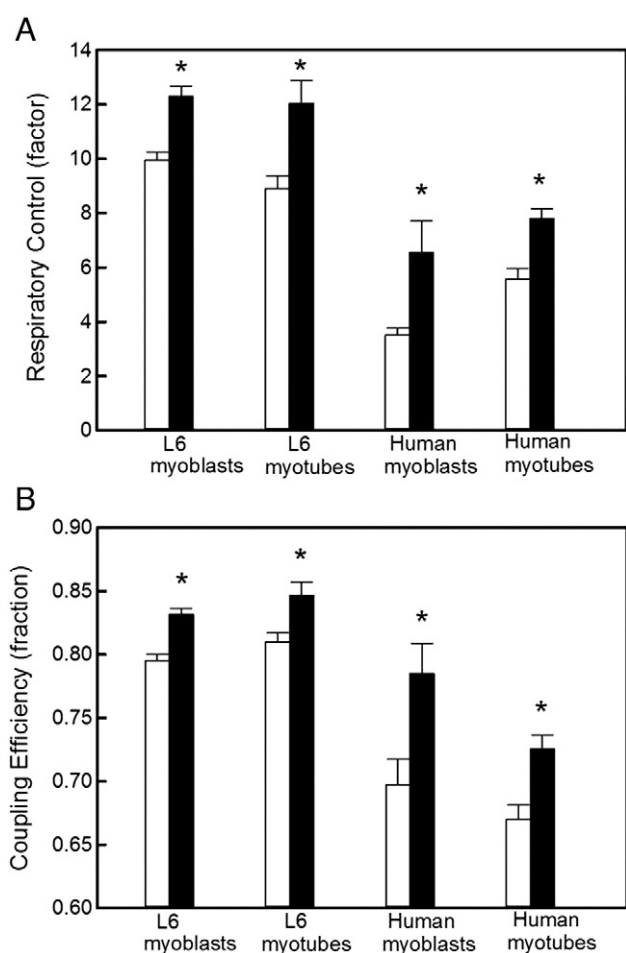 A
Respiratory Control (factor)
14
12
10
8
6
4
2
0
* * * *
L6 L6 Human Human
myoblasts myotubes myoblasts myotubes
B
Coupling Efficiency (fraction)
0.90
0.85
0.80
0.75
0.70
0.65
0.60
* * * *
L6 L6 Human Human
myoblasts myotubes myoblasts myotubes